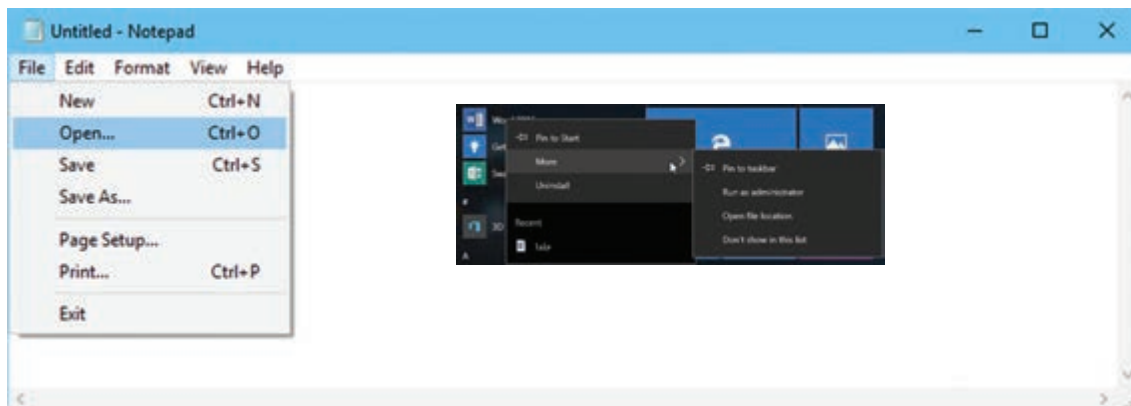 Untitled - Notepad
File Edit Format View Help
New Ctrl+N
Open... Ctrl+O
Save Ctrl+S
Save As...
Page Setup...
Print... Ctrl+P
Exit
Pin to Start
More
Uninstall
Recent
Pin to taskbar
Run as administrator
Open file location
Don't show in this list
3D
A